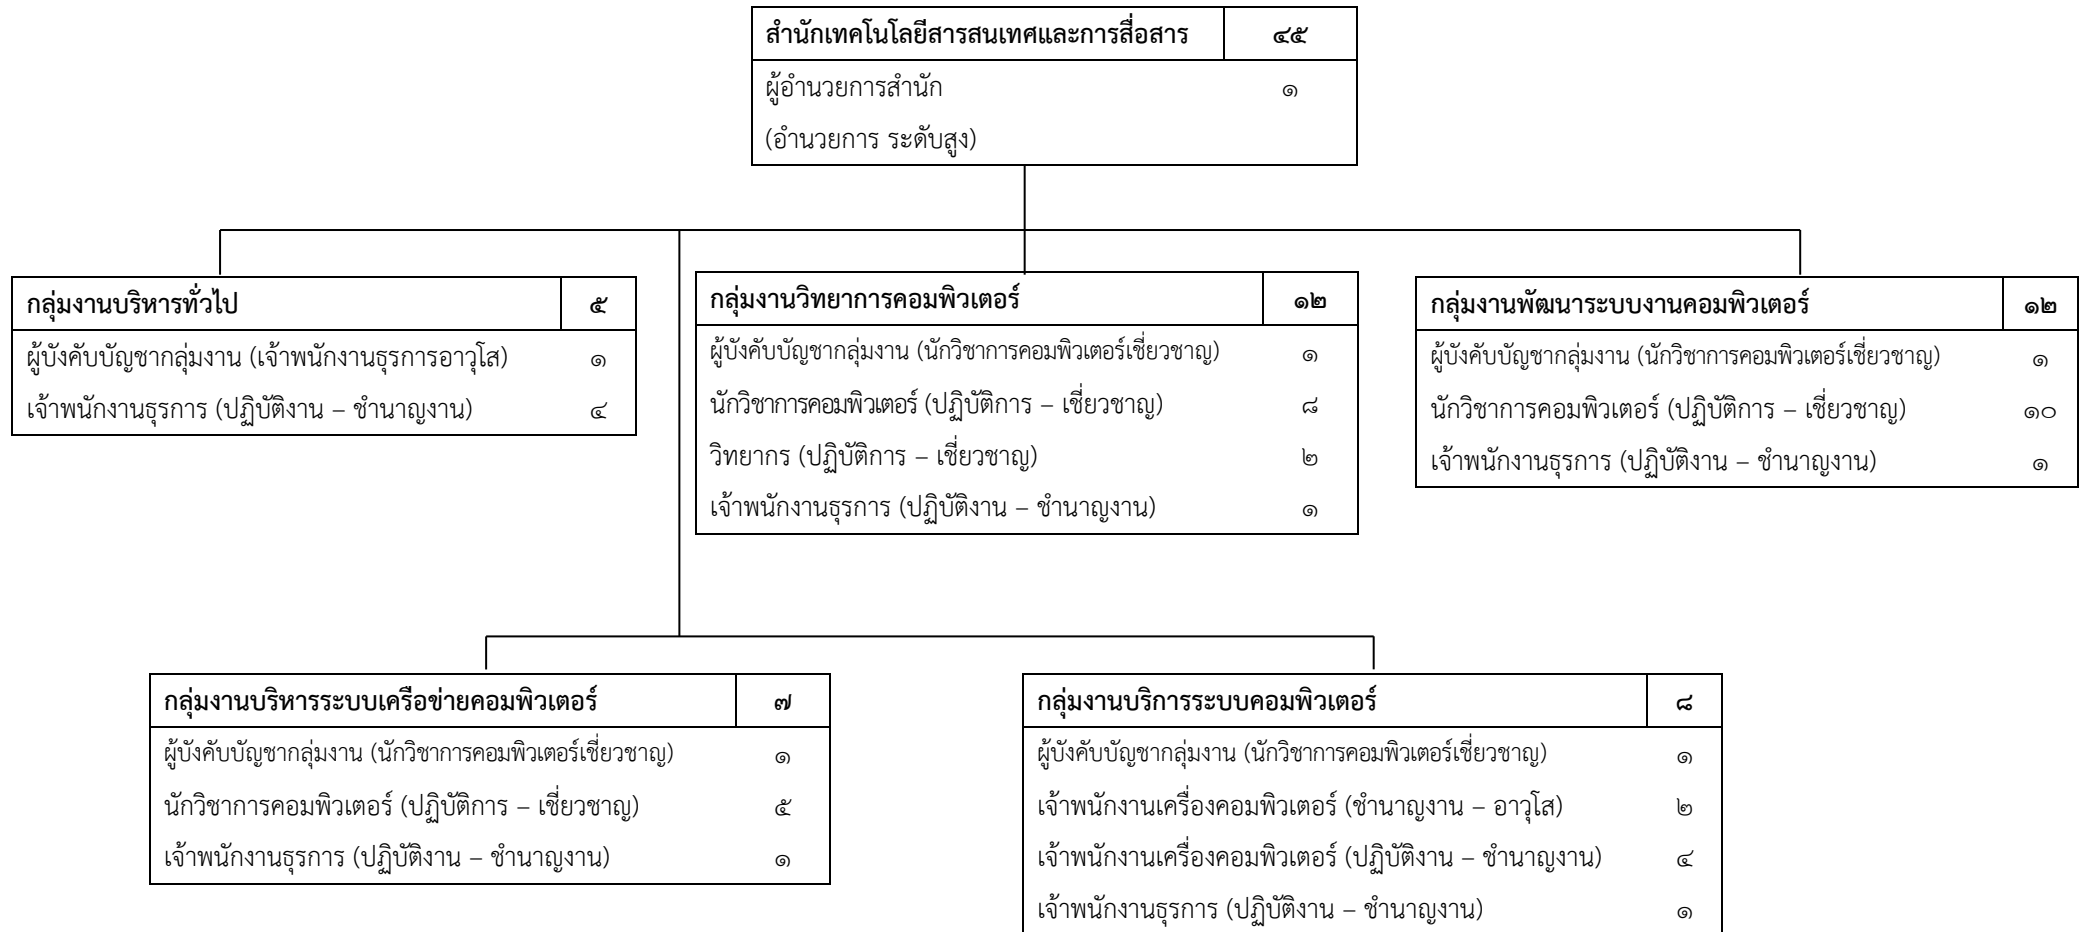 สำนักเทคโนโลยีสารสนเทศและการสื่อสาร ๔๕
ผู้อำนวยการสำนัก ๑
(อำนวยการ ระดับสูง)
กลุ่มงานบริหารทั่วไป ๕
ผู้บังคับบัญชากลุ่มงาน (เจ้าพนักงานธุรการอาวุโส) ๑
เจ้าพนักงานธุรการ (ปฏิบัติงาน – ชำนาญงาน) ๔
กลุ่มงานวิทยาการคอมพิวเตอร์ ๑๒
ผู้บังคับบัญชากลุ่มงาน (นักวิชาการคอมพิวเตอร์เชี่ยวชาญ) ๑
นักวิชาการคอมพิวเตอร์ (ปฏิบัติการ – เชี่ยวชาญ) ๘
วิทยากร (ปฏิบัติการ – เชี่ยวชาญ) ๒
เจ้าพนักงานธุรการ (ปฏิบัติงาน – ชำนาญงาน) ๑
กลุ่มงานพัฒนาระบบงานคอมพิวเตอร์ ๑๒
ผู้บังคับบัญชากลุ่มงาน (นักวิชาการคอมพิวเตอร์เชี่ยวชาญ) ๑
นักวิชาการคอมพิวเตอร์ (ปฏิบัติการ – เชี่ยวชาญ) ๑๐
เจ้าพนักงานธุรการ (ปฏิบัติงาน – ชำนาญงาน) ๑
กลุ่มงานบริหารระบบเครือข่ายคอมพิวเตอร์ ๗
ผู้บังคับบัญชากลุ่มงาน (นักวิชาการคอมพิวเตอร์เชี่ยวชาญ) ๑
นักวิชาการคอมพิวเตอร์ (ปฏิบัติการ – เชี่ยวชาญ) ๕
เจ้าพนักงานธุรการ (ปฏิบัติงาน – ชำนาญงาน) ๑
กลุ่มงานบริการระบบคอมพิวเตอร์ ๘
ผู้บังคับบัญชากลุ่มงาน (นักวิชาการคอมพิวเตอร์เชี่ยวชาญ) ๑
เจ้าพนักงานเครื่องคอมพิวเตอร์ (ชำนาญงาน – อาวุโส) ๒
เจ้าพนักงานเครื่องคอมพิวเตอร์ (ปฏิบัติงาน – ชำนาญงาน) ๔
เจ้าพนักงานธุรการ (ปฏิบัติงาน – ชำนาญงาน) ๑